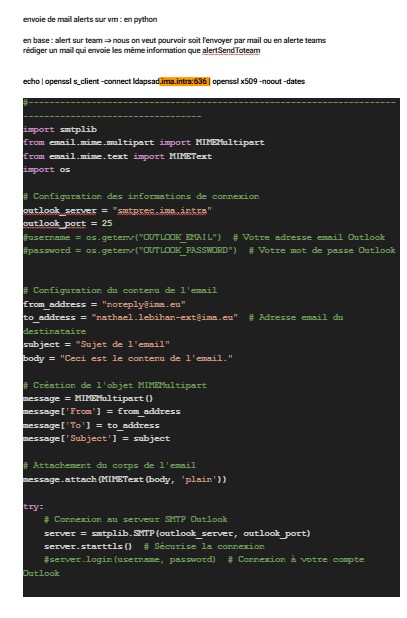 envoie de mail alerts sur vm : en python
en base : alert sur team => nous on veut pourvoir soit l'envoyer par mail ou en alerte teams
rédiger un mail qui envoie les même information que alertSendToteam
echo | openssl s_client -connect ldapsad.ima.intra:636 | openssl x509 -noout -dates
#----------------------------------------------------------------------
----------------------------------
import smtplib
from email.mime.multipart import MIMEMultipart
from email.mime.text import MIMEText
import os
# Configuration des informations de connexion
outlook_server = "smtprec.ima.intra"
outlook_port = 25
#username = os.getenv("OUTLOOK_EMAIL")  # Votre adresse email Outlook
#password = os.getenv("OUTLOOK_PASSWORD")  # Votre mot de passe Outlook
# Configuration du contenu de l'email
from_address = "noreply@ima.eu"
to_address = "nathael.lebihan-ext@ima.eu"  # Adresse email du
destinataire
subject = "Sujet de l'email"
body = "Ceci est le contenu de l'email."
# Création de l'objet MIMEMultipart
message = MIMEMultipart()
message['From'] = from_address
message['To'] = to_address
message['Subject'] = subject
# Attachement du corps de l'email
message.attach(MIMEText(body, 'plain'))
try:
    # Connexion au serveur SMTP Outlook
    server = smtplib.SMTP(outlook_server, outlook_port)
    server.starttls()  # Sécurise la connexion
    #server.login(username, password)  # Connexion à votre compte
Outlook